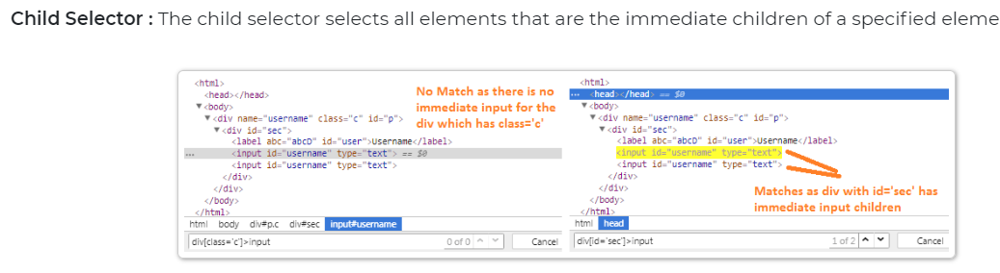 Child Selector : The child selector selects all elements that are the immediate children of a specified eleme
<html>
<head></head>
▼<body>
▼<div name="username" class="c" id="p">
▼<div id="sec">
<label abc="abcD" id="user">Username</label>
... <input id="username" type="text"> == $0
<input id="username" type="text">
</div>
</div>
</body>
</html>
No Match as there is no
immediate input for the
div which has class='c'
html body div#p.c div#sec input#username
div[class='c']>input 0 of 0 Cancel
<html>
... <head></head> == $0
▼<body>
▼<div name="username" class="c" id="p">
▼<div id="sec">
<label abc="abcD" id="user">Username</label>
<input id="username" type="text">
<input id="username" type="text">
</div>
</div>
</body>
</html>
Matches as div with id='sec' has
immediate input children
html head
div[id='sec']>input 1 of 2 Cancel